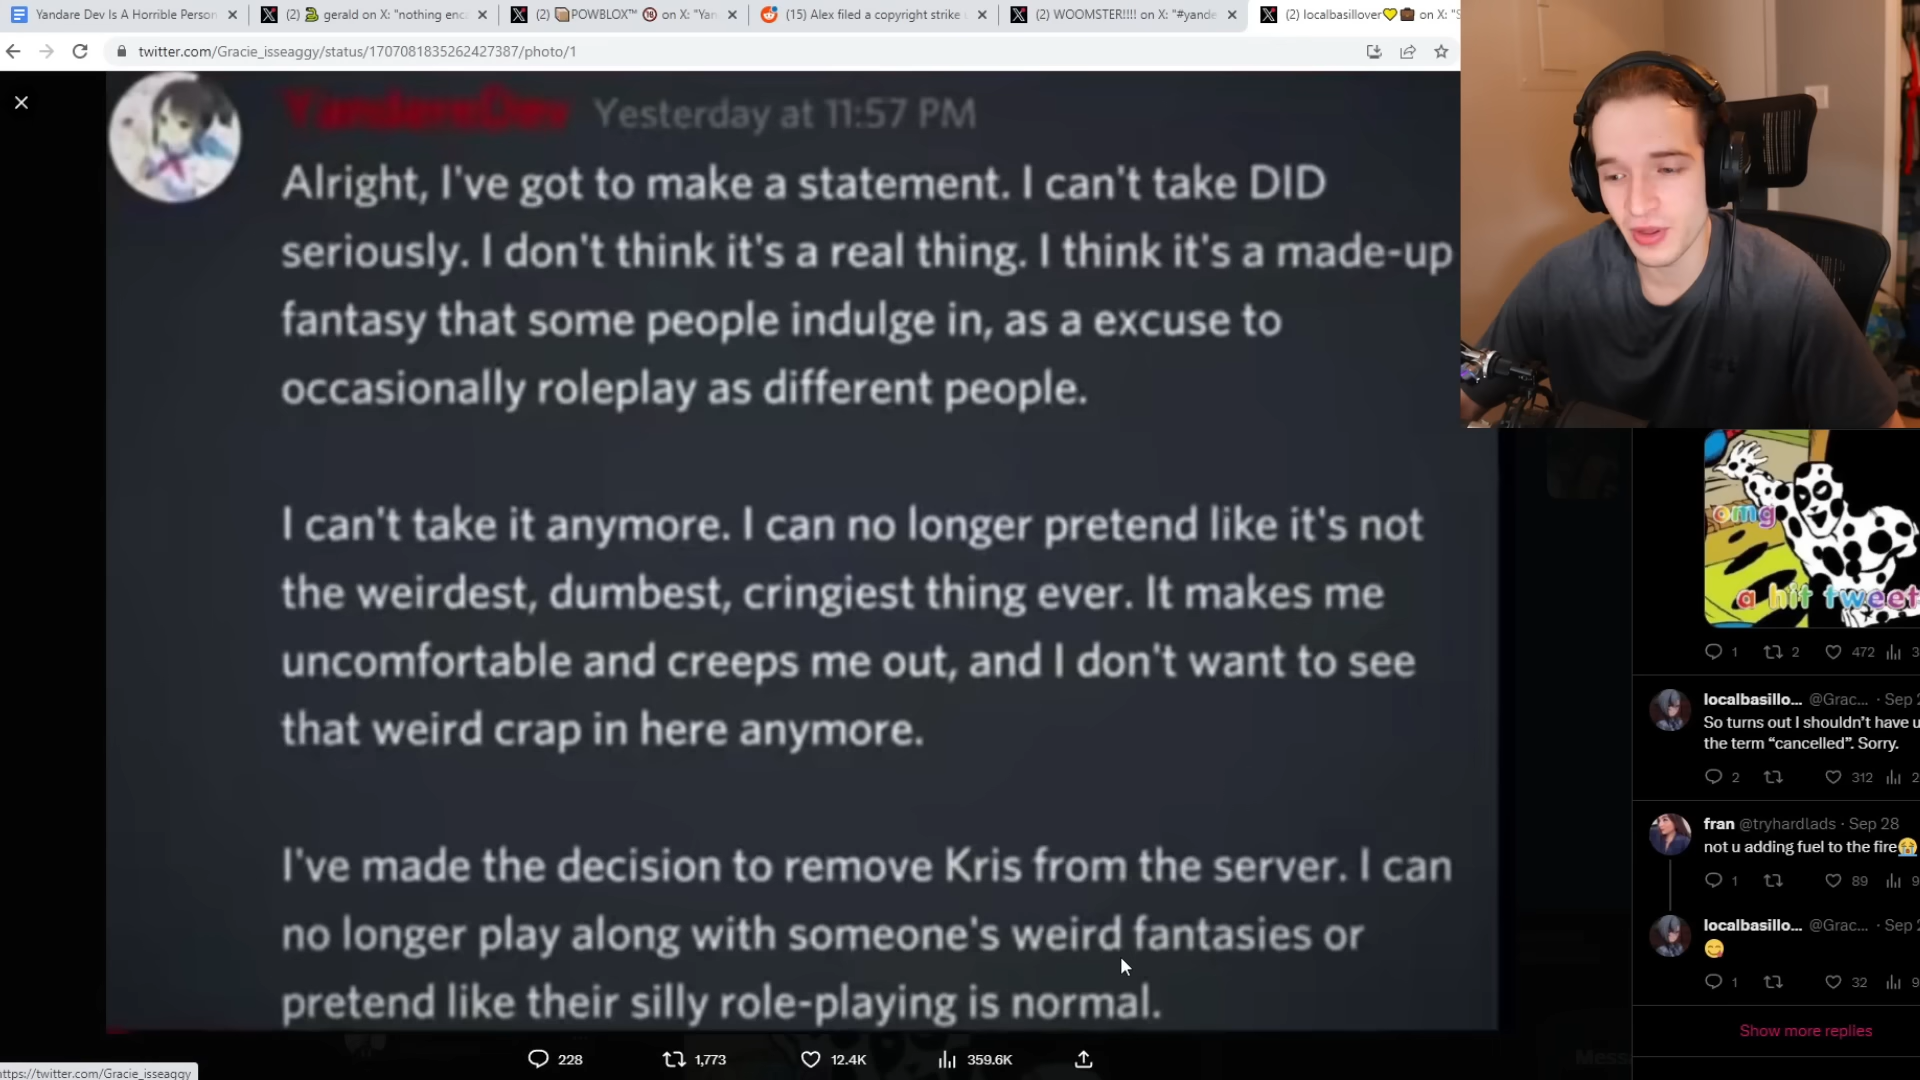 Yandare Dev Is A Horrible Person
(2) gerald on X: "nothing enca
(2) POWBLOX™ on X: "Yan
(15) Alex filed a copyright strike
(2) WOOMSTER!!!! on X: "#yande
(2) localbasillover on X: "S
twitter.com/Gracie_isseaggy/status/1707081835262427387/photo/1
YandereDev Yesterday at 11:57 PM
Alright, I've got to make a statement. I can't take DID
seriously. I don't think it's a real thing. I think it's a made-up
fantasy that some people indulge in, as a excuse to
occasionally roleplay as different people.
I can't take it anymore. I can no longer pretend like it's not
the weirdest, dumbest, cringiest thing ever. It makes me
uncomfortable and creeps me out, and I don't want to see
that weird crap in here anymore.
I've made the decision to remove Kris from the server. I can
no longer play along with someone's weird fantasies or
pretend like their silly role-playing is normal.
228 1,773 12.4K 359.6K
https://twitter.com/Gracie_isseaggy
omg
a hit tweet
1 2 472 3
localbasillo... @Grac... · Sep 2
So turns out I shouldn't have u
the term "cancelled". Sorry.
2 312 2
fran @tryhardlads · Sep 28
not u adding fuel to the fire😭
1 89 9
localbasillo... @Grac... · Sep 2
😋
1 32 9
Show more replies